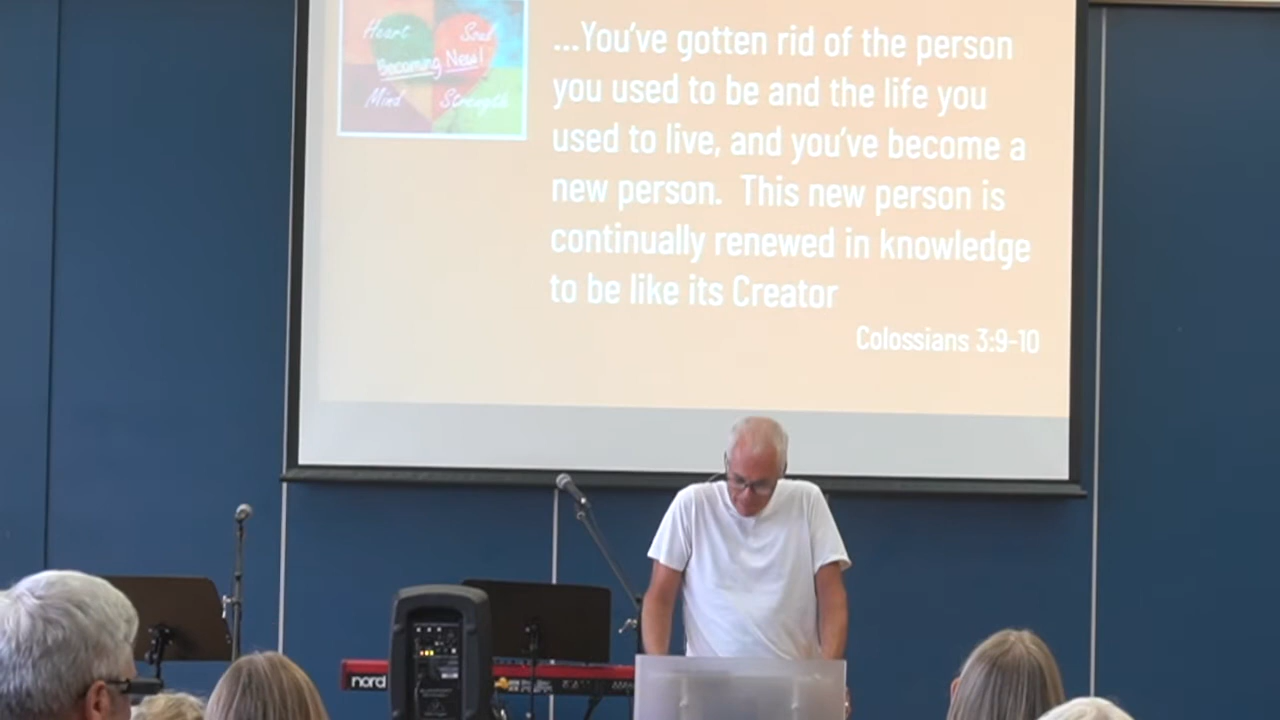 Heart Soul
Becoming New!
Mind Strength
...You've gotten rid of the person
you used to be and the life you
used to live, and you've become a
new person. This new person is
continually renewed in knowledge
to be like its Creator
Colossians 3:9-10
nord